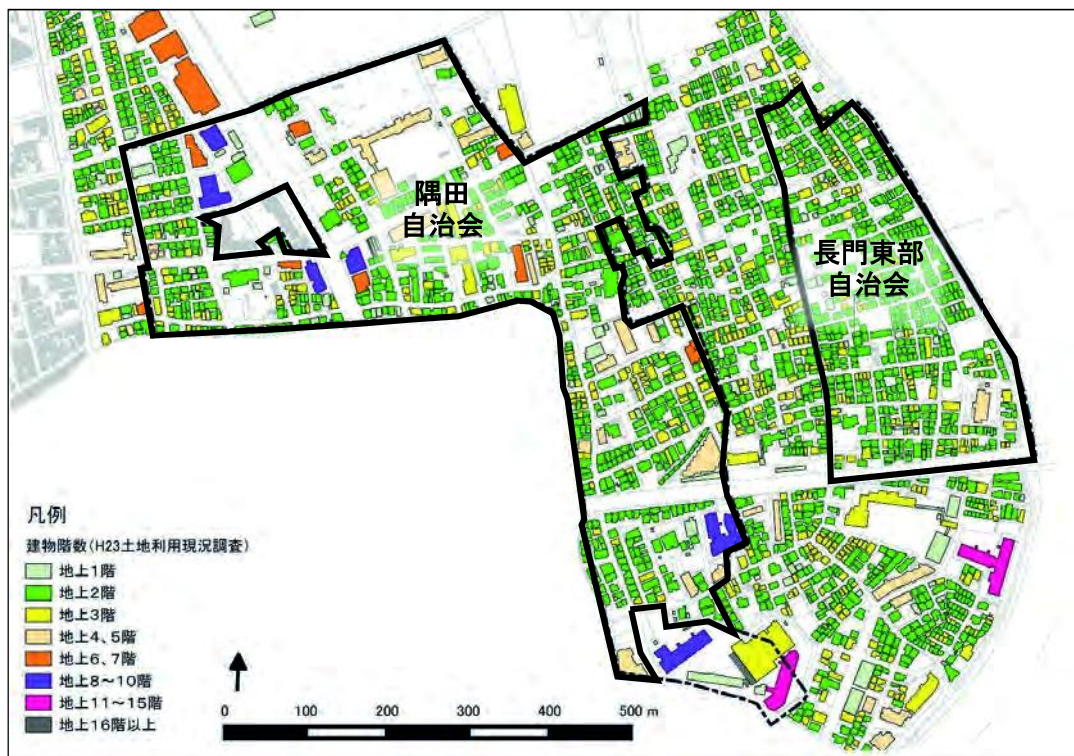 隅田
自治会
長門東部
自治会
凡例
建物階数(H23土地利用現況調査)
地上1階
地上2階
地上3階
地上4、5階
地上6、7階
地上8~10階
地上11~15階
地上16階以上
0 100 200 300 400 500 m